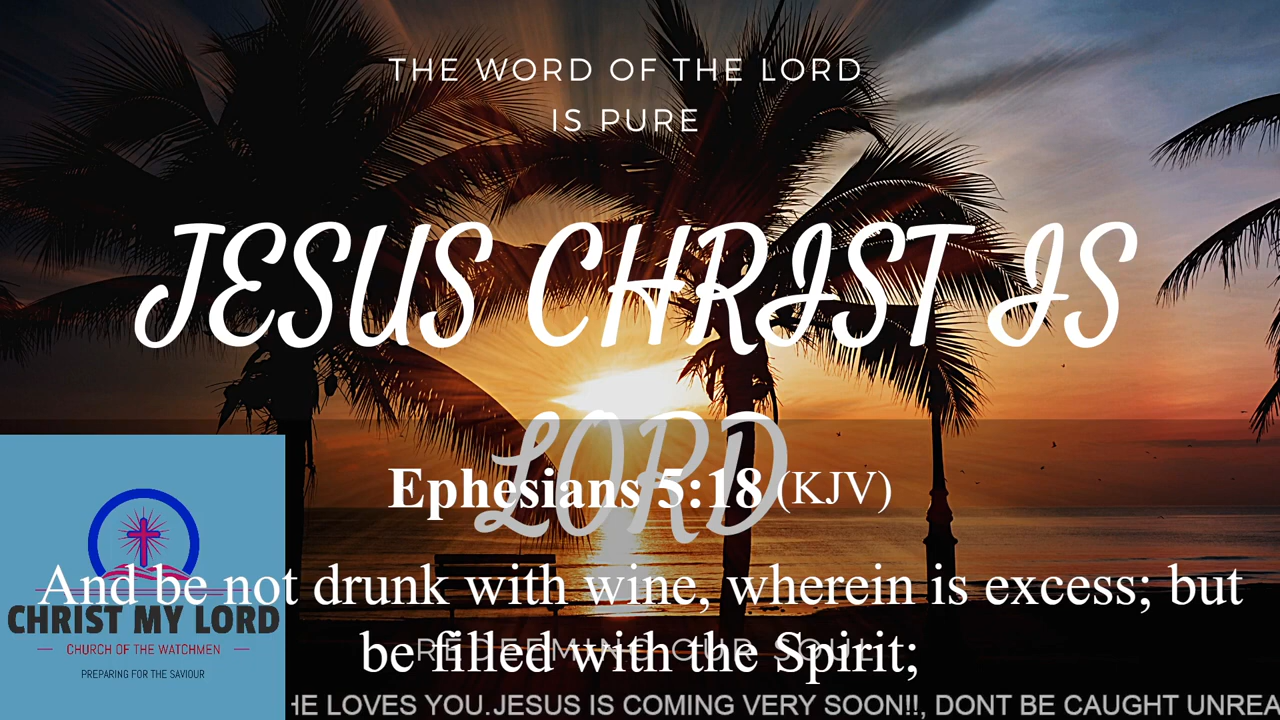 THE WORD OF THE LORD
IS PURE
JESUS CHRIST IS
LORD
Ephesians 5:18 (KJV)
And be not drunk with wine, wherein is excess; but
be filled with the Spirit;
REDEEMING OUR
CHRIST MY LORD
CHURCH OF THE WATCHMEN
PREPARING FOR THE SAVIOUR
HE LOVES YOU.JESUS IS COMING VERY SOON!!, DONT BE CAUGHT UNREA